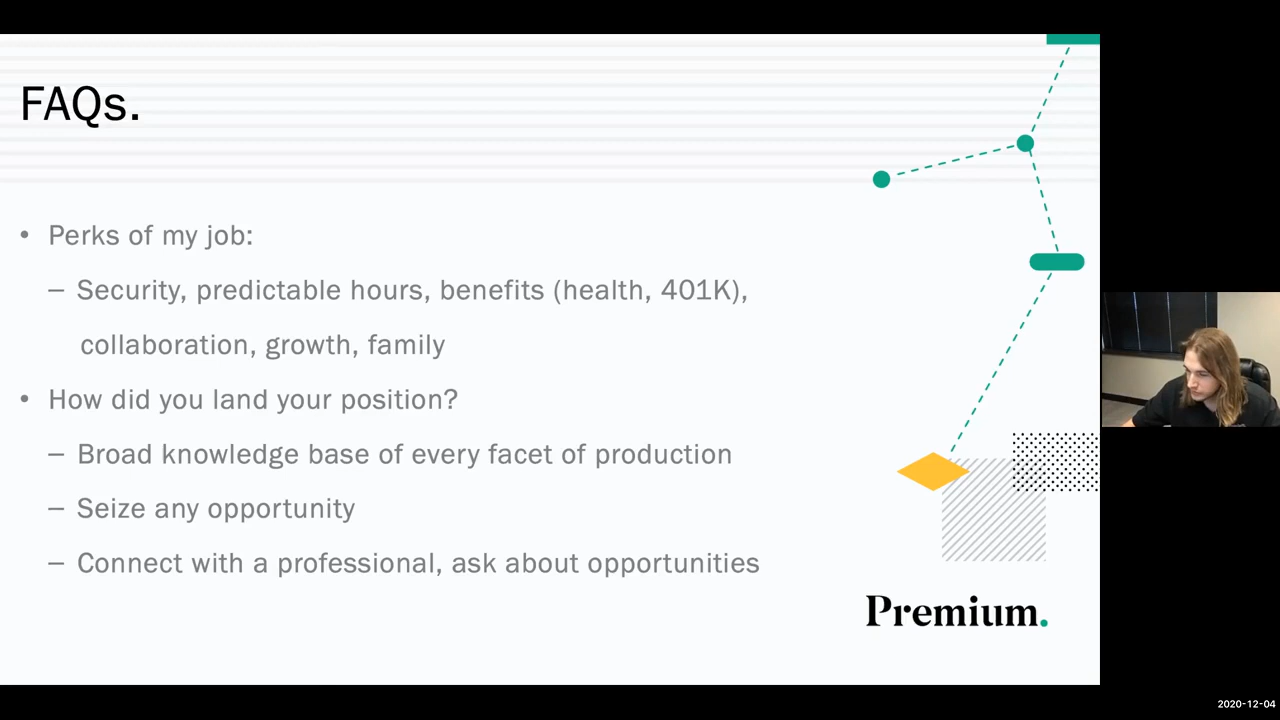 FAQs.
• Perks of my job:
– Security, predictable hours, benefits (health, 401K),
collaboration, growth, family
• How did you land your position?
– Broad knowledge base of every facet of production
– Seize any opportunity
– Connect with a professional, ask about opportunities
Premium.
2020-12-04